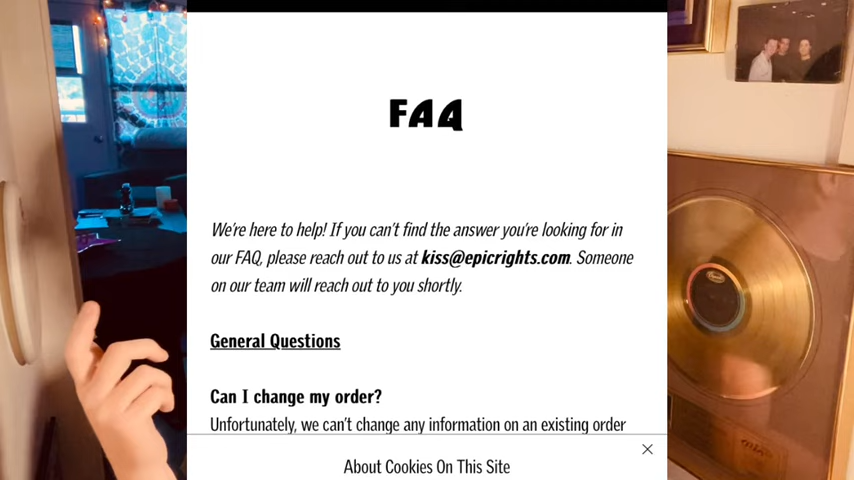 FAQ
We're here to help! If you can't find the answer you're looking for in
our FAQ, please reach out to us at kiss@epicrights.com. Someone
on our team will reach out to you shortly.
General Questions
Can I change my order?
Unfortunately, we can't change any information on an existing order
About Cookies On This Site